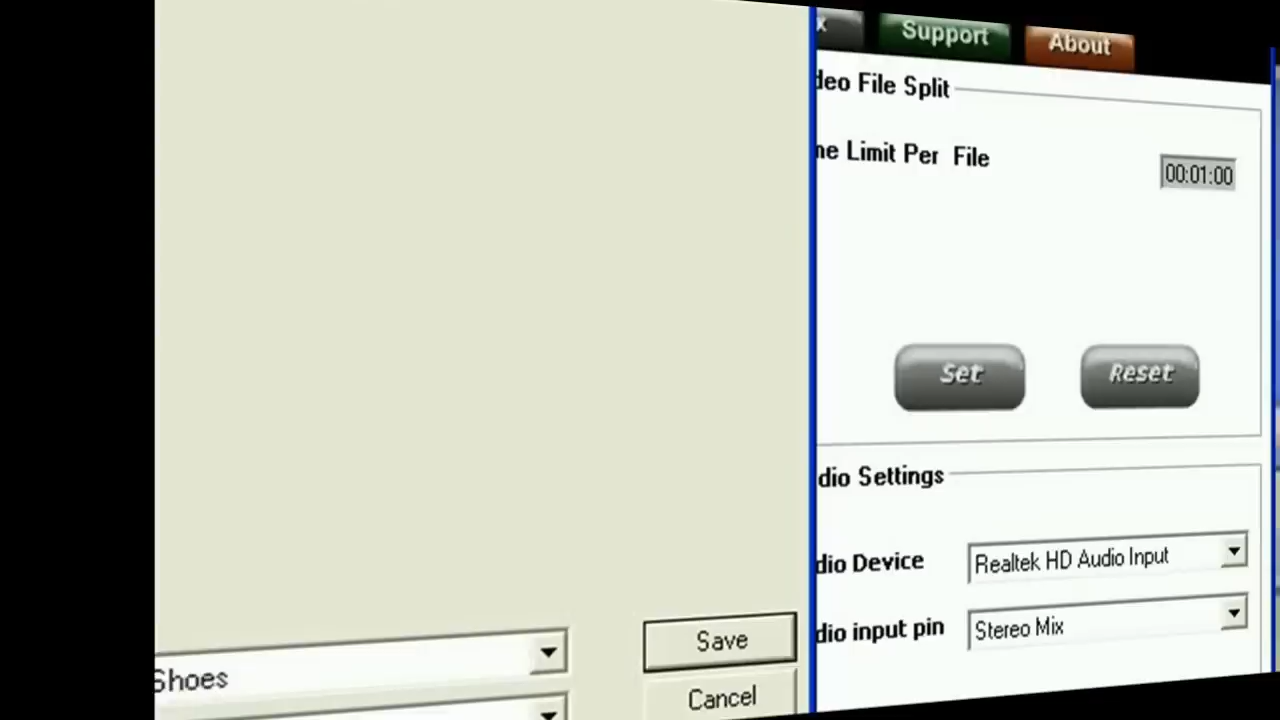 Support
About
deo File Split
me Limit Per File
00:01:00
Set
Reset
dio Settings
dio Device
Realtek HD Audio Input
dio input pin
Stereo Mix
Shoes
Save
Cancel